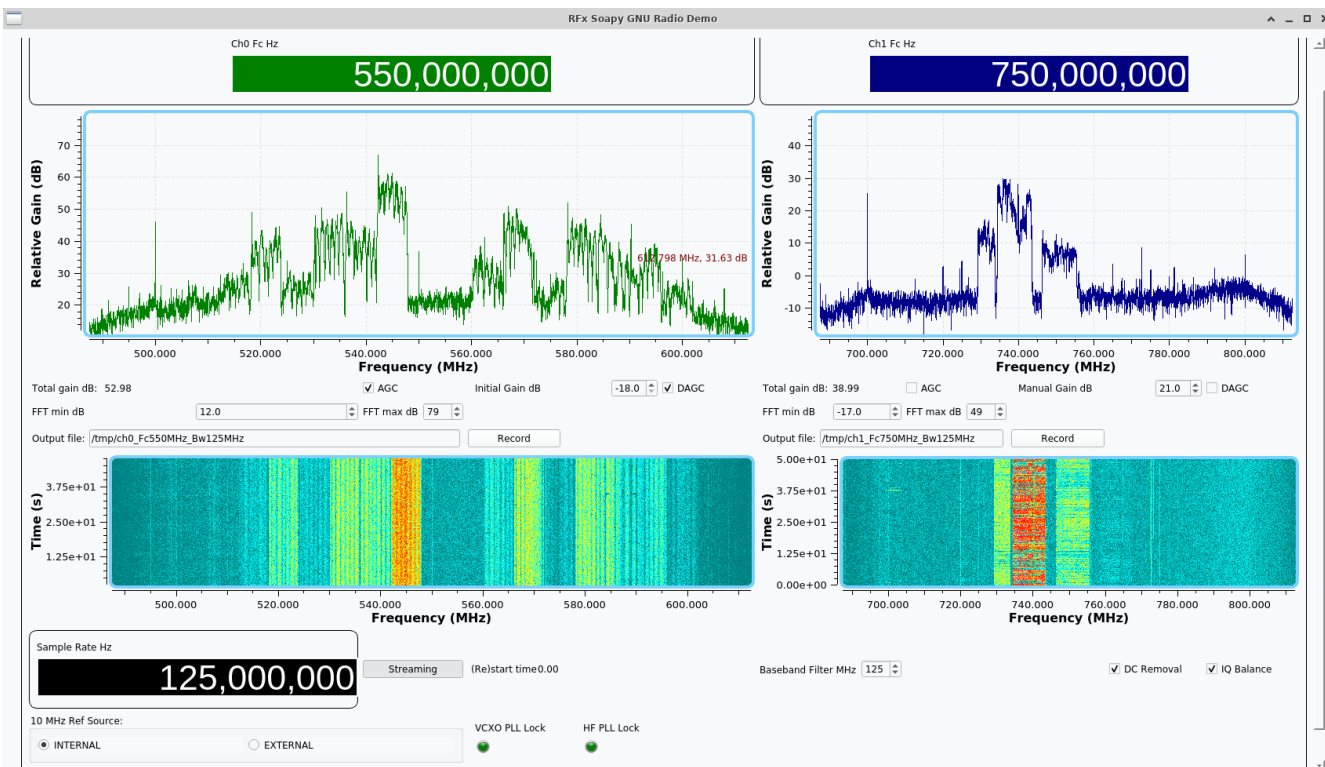 RFx Soapy GNU Radio Demo
Ch0 Fc Hz
550,000,000
Ch1 Fc Hz
750,000,000
Relative Gain (dB)
70
60
50
40
30
20
612.798 MHz, 31.63 dB
500.000 520.000 540.000 560.000 580.000 600.000
Frequency (MHz)
Relative Gain (dB)
40
30
20
10
0
-10
700.000 720.000 740.000 760.000 780.000 800.000
Frequency (MHz)
Total gain dB: 52.98 AGC Initial Gain dB -18.0 DAGC
FFT min dB 12.0 FFT max dB 79
Output file: /tmp/ch0_Fc550MHz_Bw125MHz Record
Total gain dB: 38.99 AGC Manual Gain dB 21.0 DAGC
FFT min dB -17.0 FFT max dB 49
Output file: /tmp/ch1_Fc750MHz_Bw125MHz Record
Time (s)
3.75e+01
2.50e+01
1.25e+01
500.000 520.000 540.000 560.000 580.000 600.000
Frequency (MHz)
Time (s)
5.00e+01
3.75e+01
2.50e+01
1.25e+01
0.00e+00
700.000 720.000 740.000 760.000 780.000 800.000
Frequency (MHz)
Sample Rate Hz
125,000,000
Streaming (Re)start time0.00
Baseband Filter MHz 125 DC Removal IQ Balance
10 MHz Ref Source:
INTERNAL EXTERNAL
VCXO PLL Lock HF PLL Lock